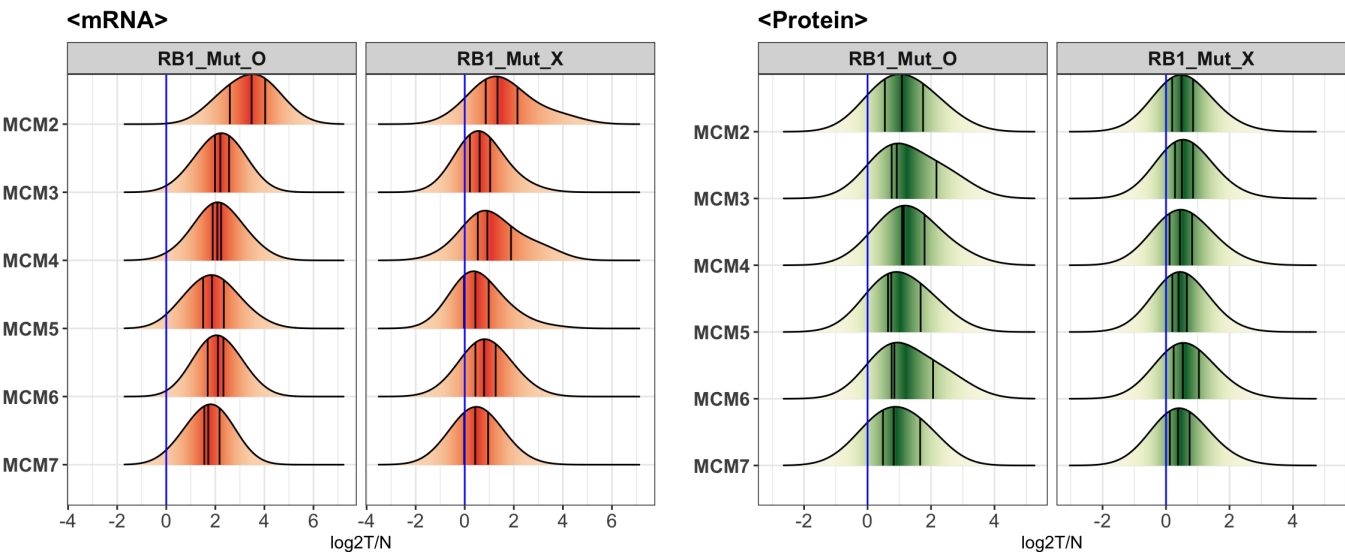 <mRNA>
RB1_Mut_O RB1_Mut_X
MCM2
MCM3
MCM4
MCM5
MCM6
MCM7
-4 -2 0 2 4 6 -4 -2 0 2 4 6
log2T/N
<Protein>
RB1_Mut_O RB1_Mut_X
MCM2
MCM3
MCM4
MCM5
MCM6
MCM7
-2 0 2 4 -2 0 2 4
log2T/N